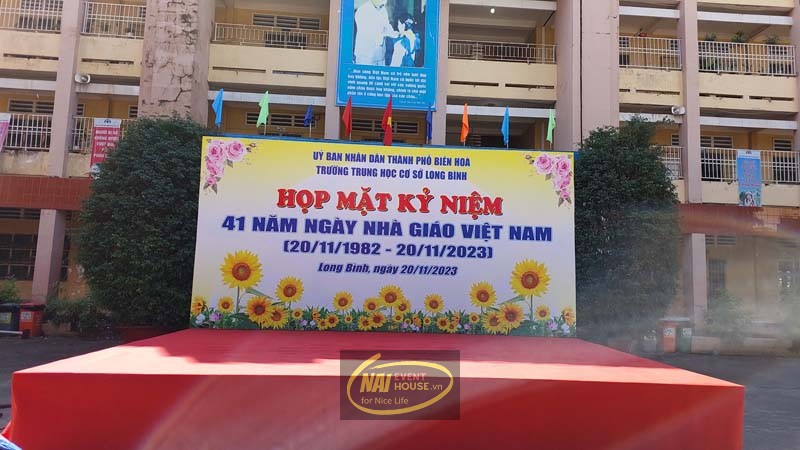 UỶ BAN NHÂN DÂN THÀNH PHỐ BIÊN HÒA
TRƯỜNG TRUNG HỌC CƠ SỞ LONG BÌNH
HỌP MẶT KỶ NIỆM
41 NĂM NGÀY NHÀ GIÁO VIỆT NAM
(20/11/1982 - 20/11/2023)
Long Bình, ngày 20/11/2023
NAI EVENT
HOUSE.vn
for Nice Life